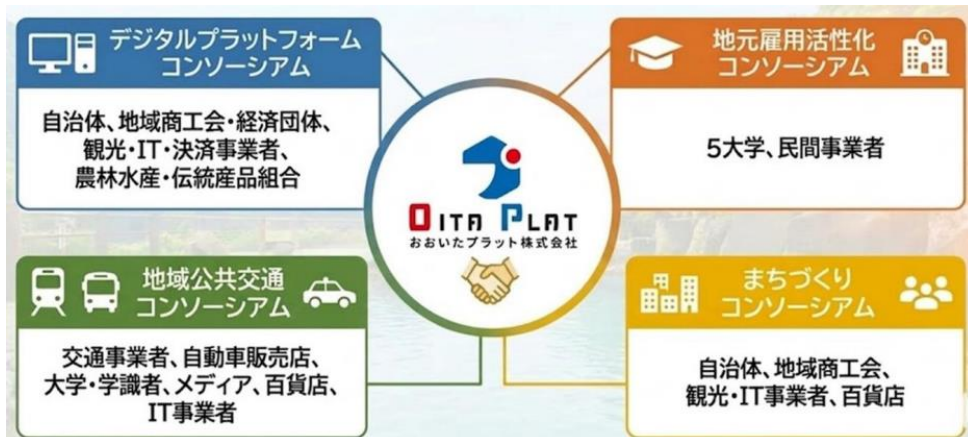 デジタルプラットフォーム
コンソーシアム
自治体、地域商工会・経済団体、
観光・IT・決済事業者、
農林水産・伝統産品組合
地元雇用活性化
コンソーシアム
5大学、民間事業者
OITA PLAT
おおいたプラット株式会社
地域公共交通
コンソーシアム
交通事業者、自動車販売店、
大学・学識者、メディア、百貨店、
IT事業者
まちづくり
コンソーシアム
自治体、地域商工会、
観光・IT事業者、百貨店